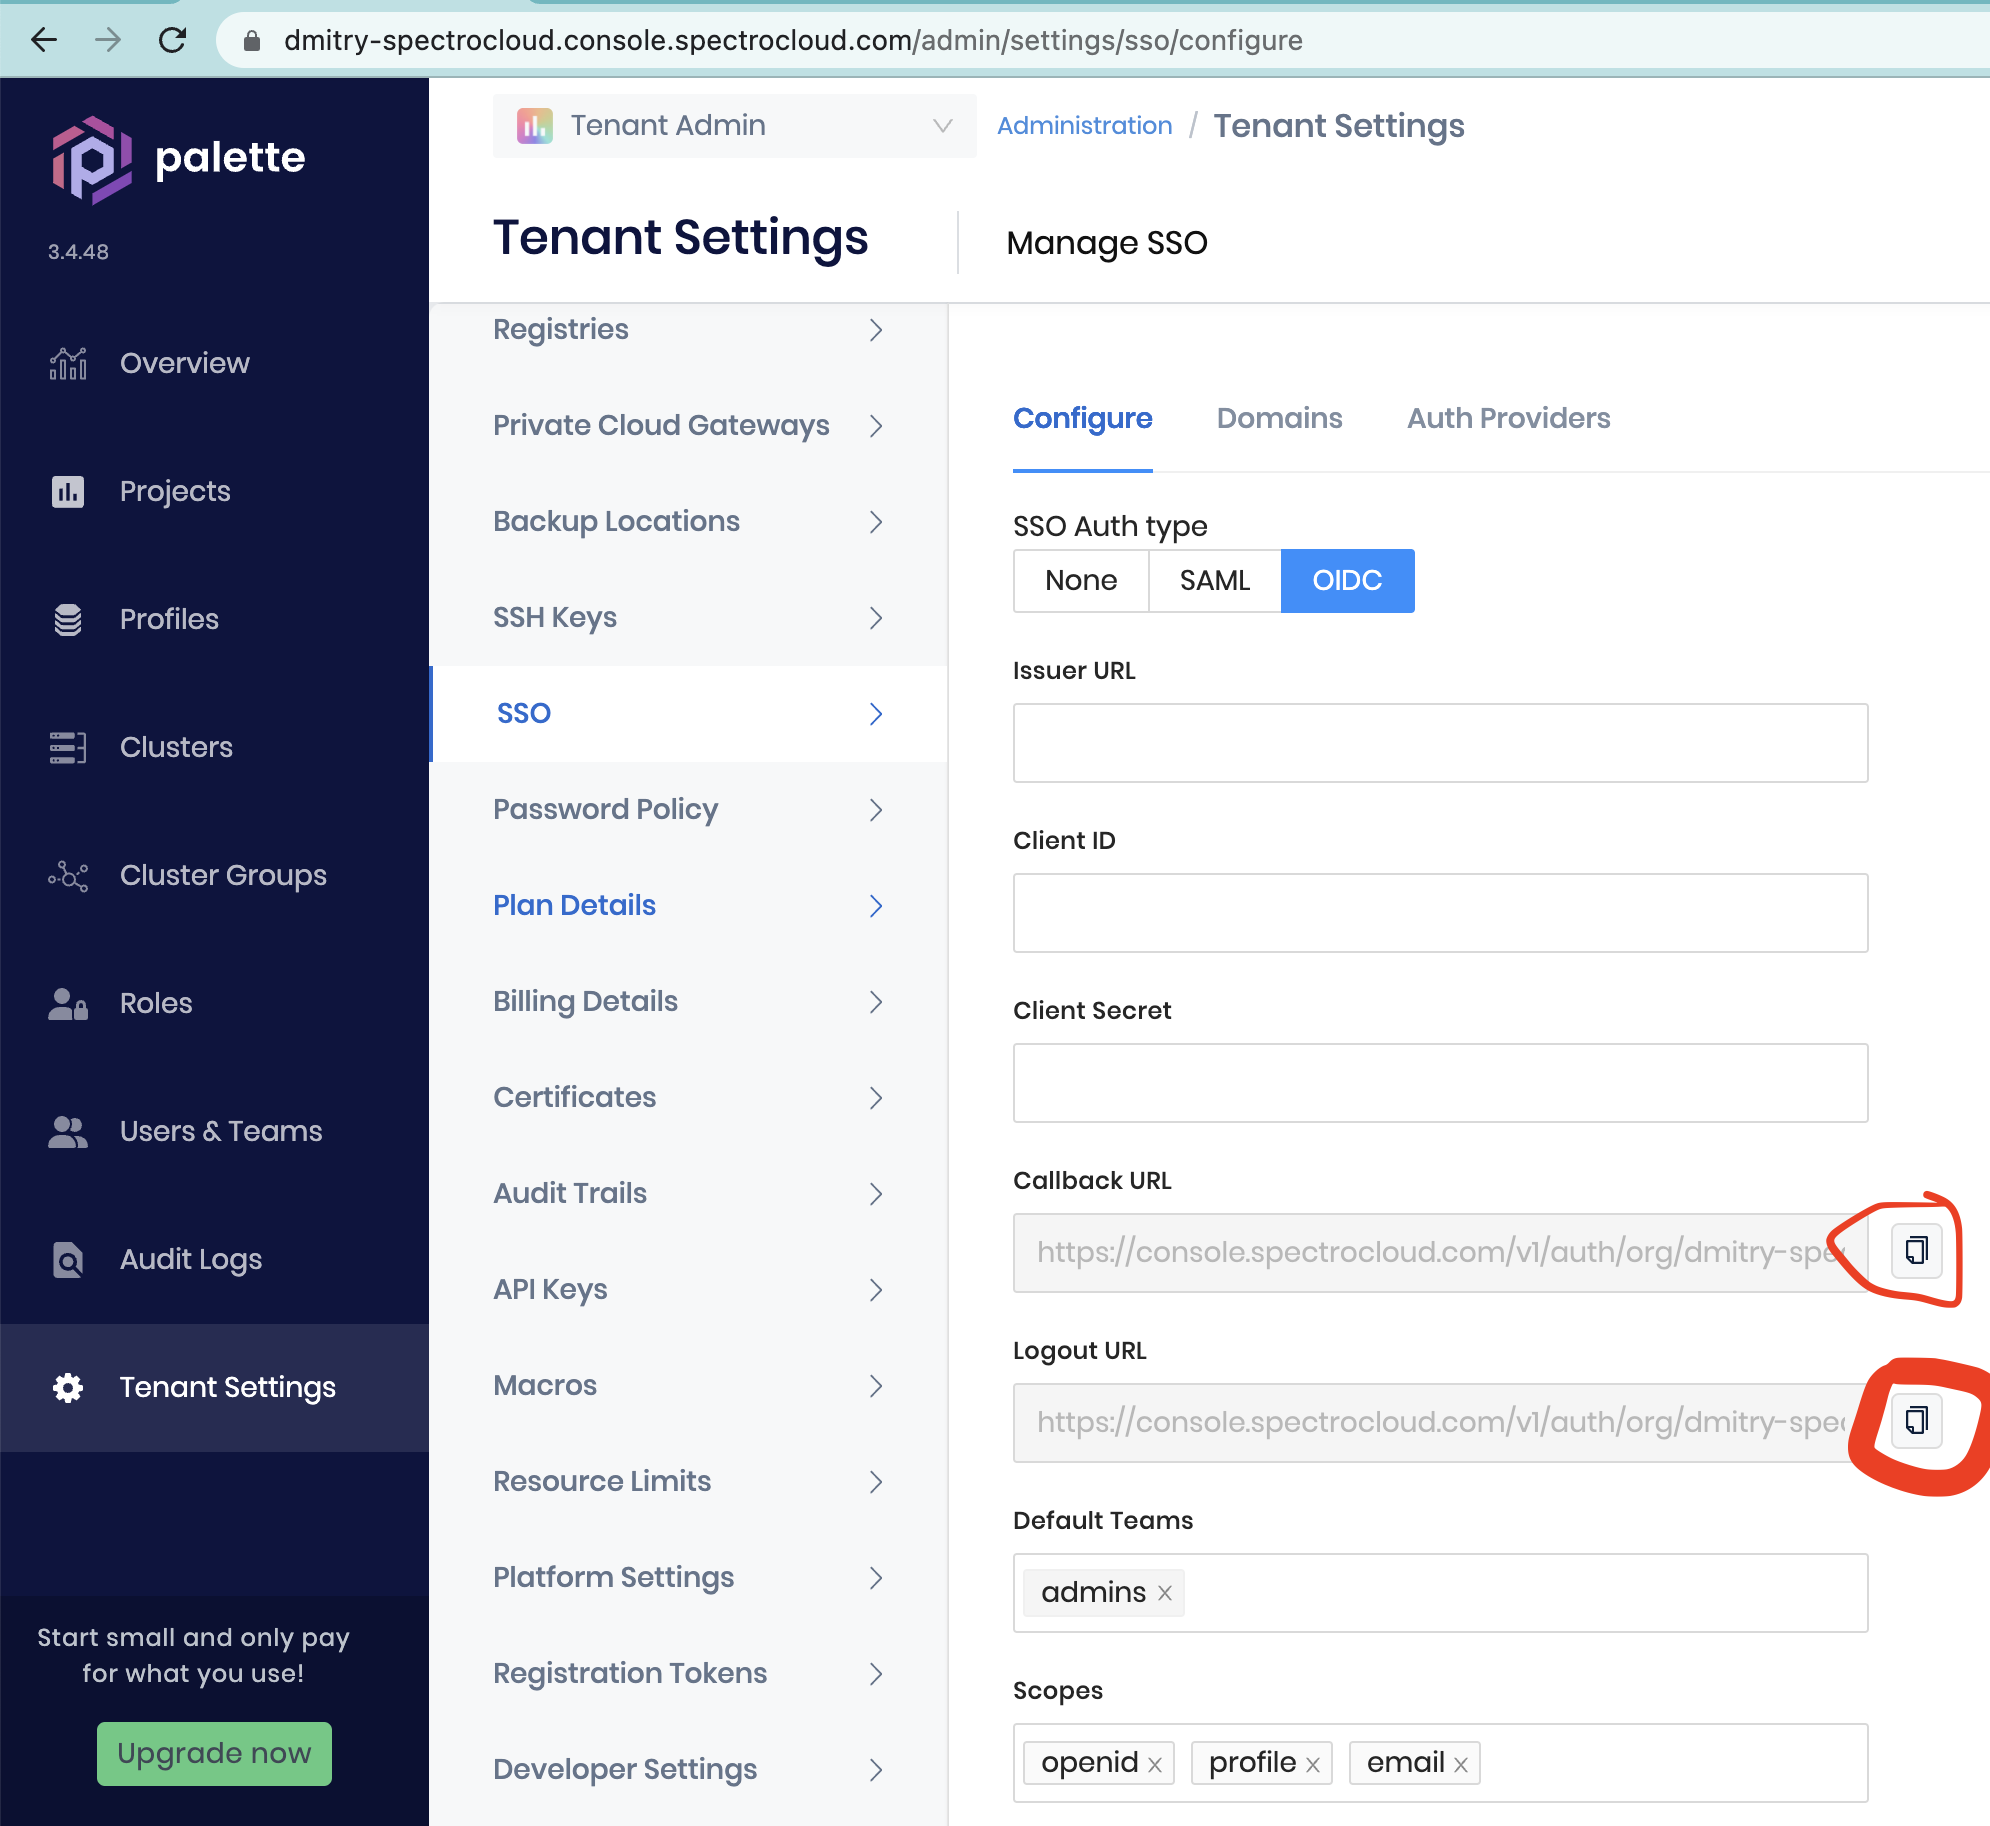 dmitry-spectrocloud.console.spectrocloud.com/admin/settings/sso/configure
palette
3.4.48
Overview
Projects
Profiles
Clusters
Cluster Groups
Roles
Users & Teams
Audit Logs
Tenant Settings
Start small and only pay
for what you use!
Upgrade now
Tenant Admin
Administration / Tenant Settings
Tenant Settings
Manage SSO
Registries
Private Cloud Gateways
Backup Locations
SSH Keys
SSO
Password Policy
Plan Details
Billing Details
Certificates
Audit Trails
API Keys
Macros
Resource Limits
Platform Settings
Registration Tokens
Developer Settings
Configure Domains Auth Providers
SSO Auth type
None SAML OIDC
Issuer URL
Client ID
Client Secret
Callback URL
https://console.spectrocloud.com/v1/auth/org/dmitry-spec
Logout URL
https://console.spectrocloud.com/v1/auth/org/dmitry-spec
Default Teams
admins
Scopes
openid profile email